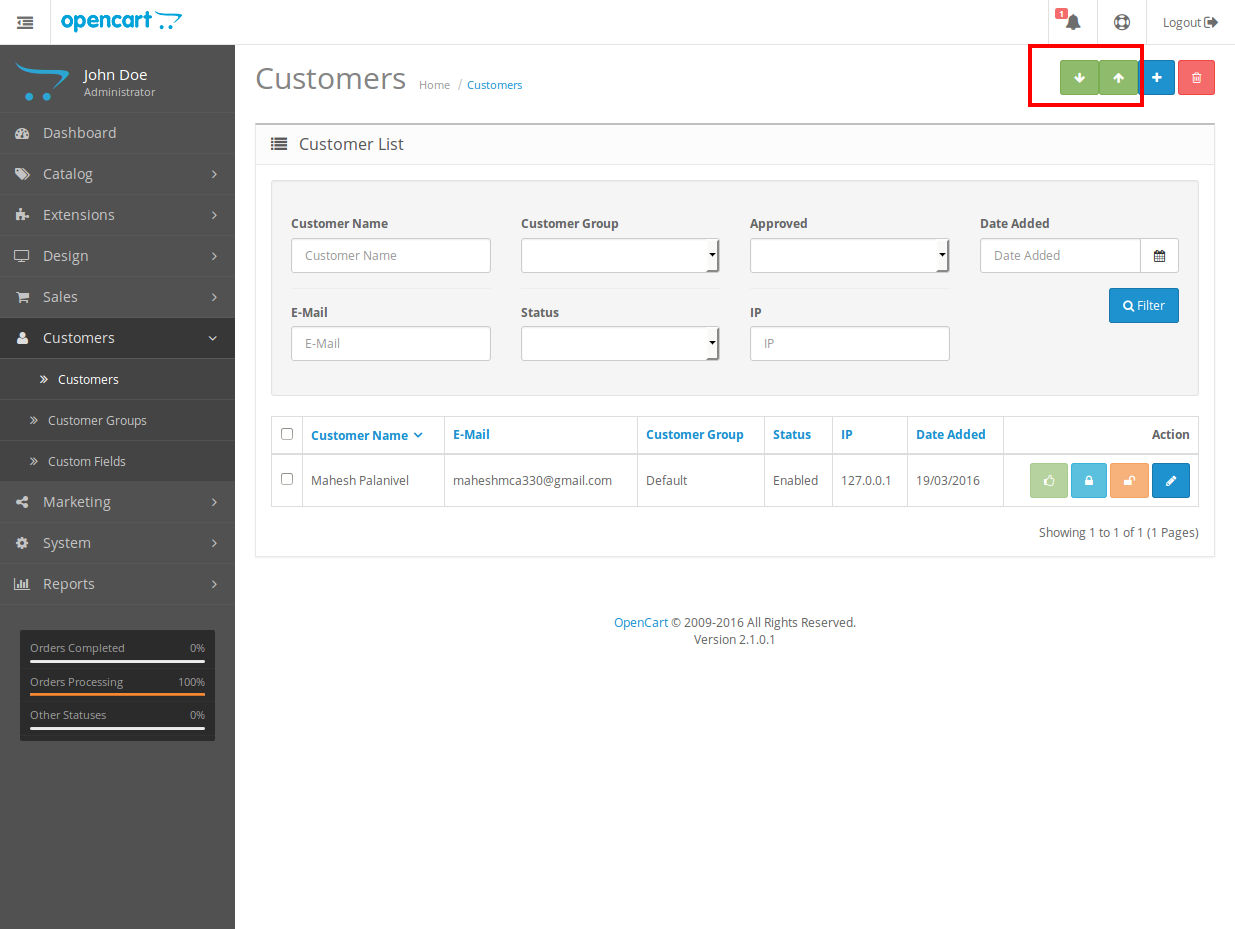 opencart
1
Logout
John Doe
Administrator
Dashboard
Catalog
Extensions
Design
Sales
Customers
Customers
Customer Groups
Custom Fields
Marketing
System
Reports
Orders Completed 0%
Orders Processing 100%
Other Statuses 0%
Customers Home / Customers
Customer List
Customer Name Customer Group Approved Date Added
Customer Name Date Added
Filter
E-Mail Status IP
E-Mail IP
Customer Name E-Mail Customer Group Status IP Date Added Action
Mahesh Palanivel maheshmca330@gmail.com Default Enabled 127.0.0.1 19/03/2016
Showing 1 to 1 of 1 (1 Pages)
OpenCart © 2009-2016 All Rights Reserved.
Version 2.1.0.1